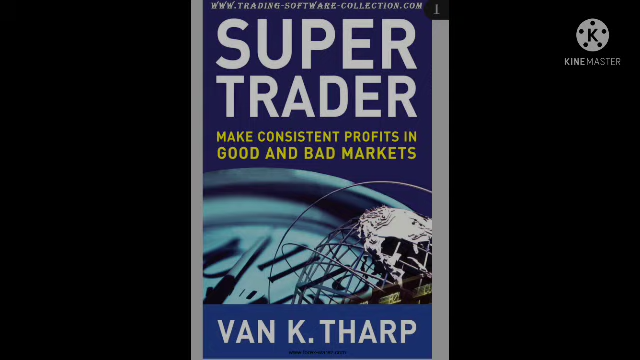 WWW.TRADING-SOFTWARE-COLLECTION.COM
1
SUPER
TRADER
MAKE CONSISTENT PROFITS IN
GOOD AND BAD MARKETS
VAN K. THARP
K
KINEMASTER